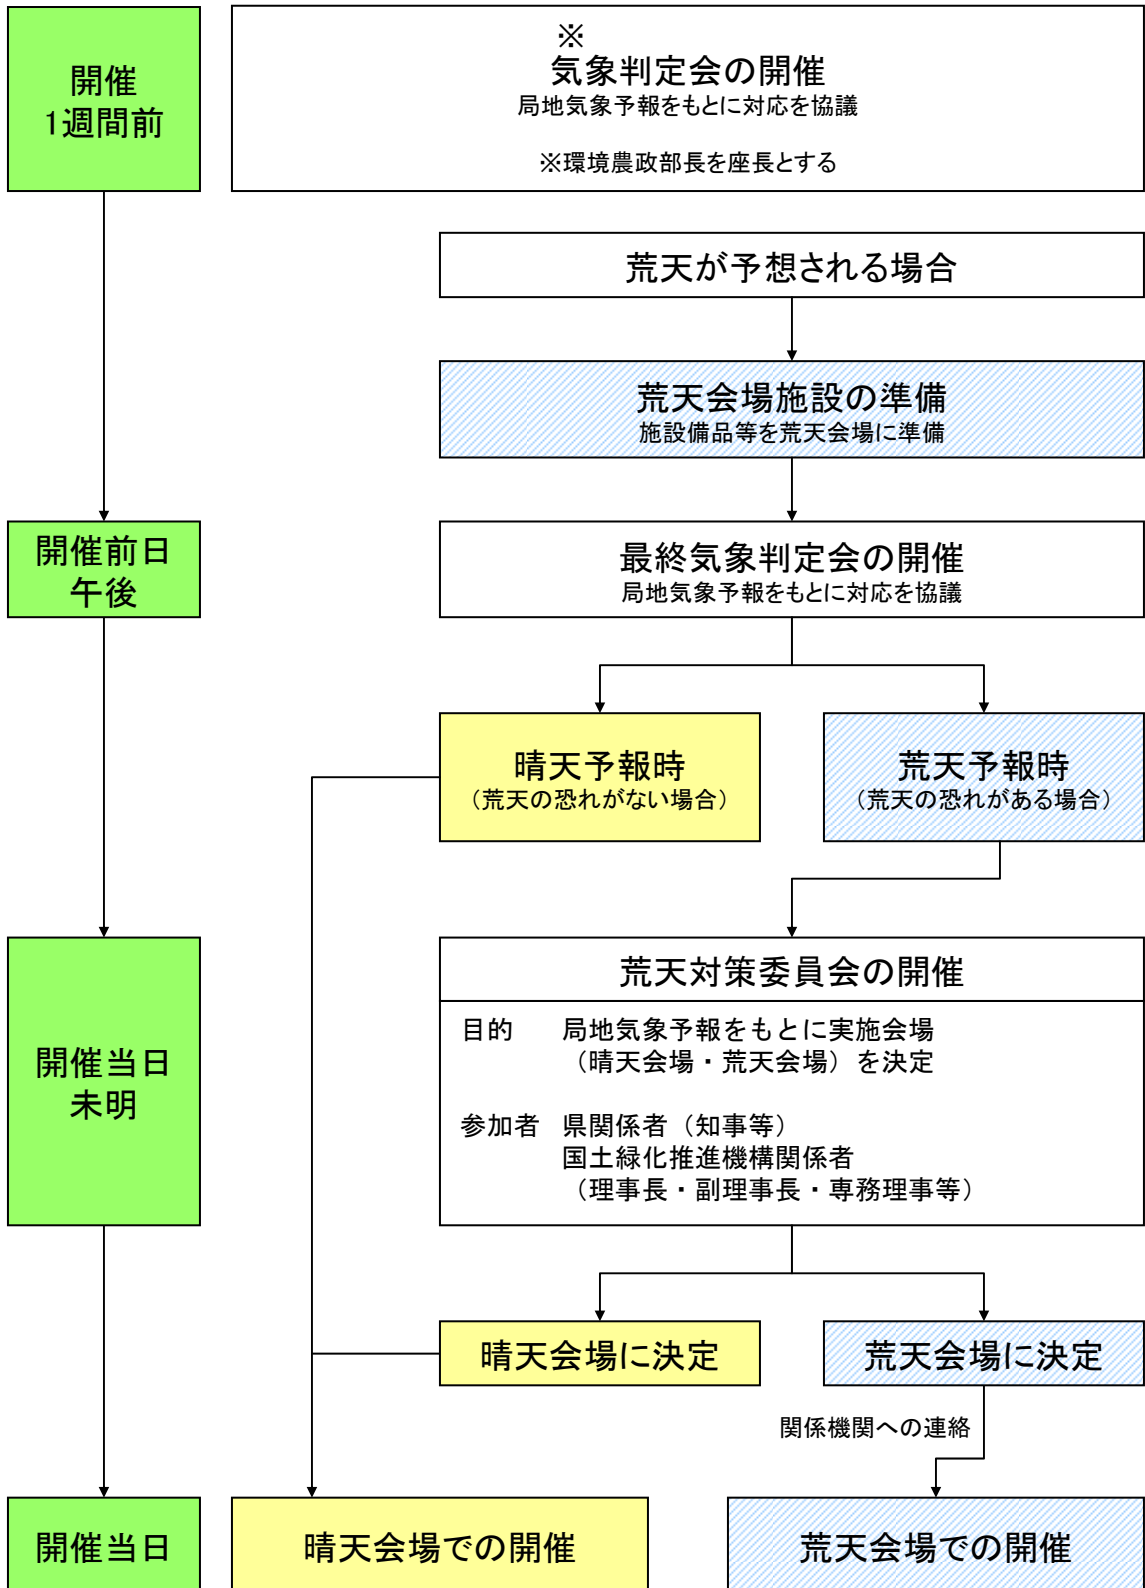 開催
1週間前
※
気象判定会の開催
局地気象予報をもとに対応を協議
※環境農政部長を座長とする
荒天が予想される場合
荒天会場施設の準備
施設備品等を荒天会場に準備
開催前日
午後
最終気象判定会の開催
局地気象予報をもとに対応を協議
晴天予報時
（荒天の恐れがない場合）
荒天予報時
（荒天の恐れがある場合）
開催当日
未明
荒天対策委員会の開催
目的 局地気象予報をもとに実施会場
（晴天会場・荒天会場）を決定
参加者 県関係者（知事等）
国土緑化推進機構関係者
（理事長・副理事長・専務理事等）
晴天会場に決定
荒天会場に決定
関係機関への連絡
開催当日
晴天会場での開催
荒天会場での開催